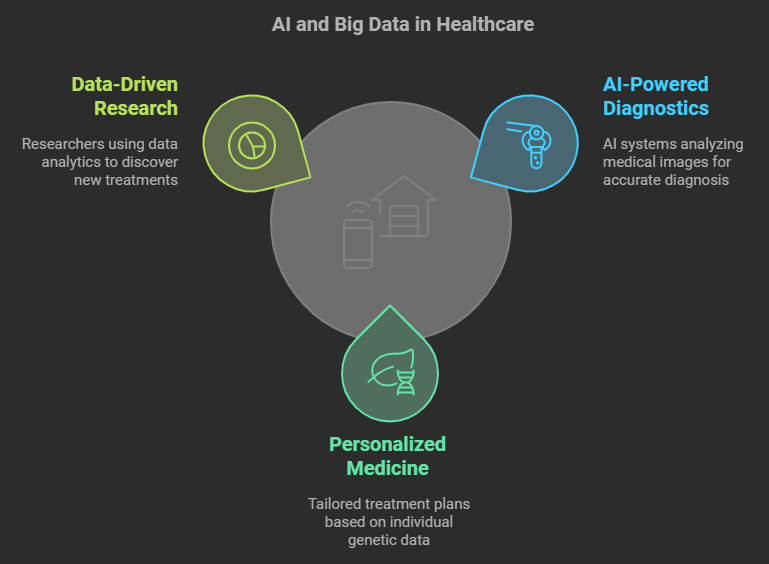 AI and Big Data in Healthcare
Data-Driven
Research
Researchers using data
analytics to discover
new treatments
AI-Powered
Diagnostics
AI systems analyzing
medical images for
accurate diagnosis
Personalized
Medicine
Tailored treatment plans
based on individual
genetic data